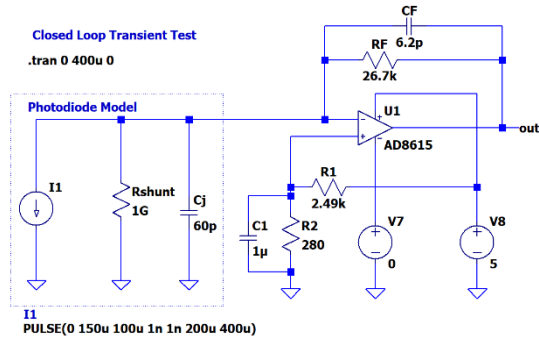 Closed Loop Transient Test
.tran 0 400u 0
CF
6.2p
RF
26.7k
Photodiode Model
U1
AD8615
out
I1
Rshunt
1G
Cj
60p
R1
2.49k
C1
1µ
R2
280
V7
0
V8
5
I1
PULSE(0 150u 100u 1n 1n 200u 400u)